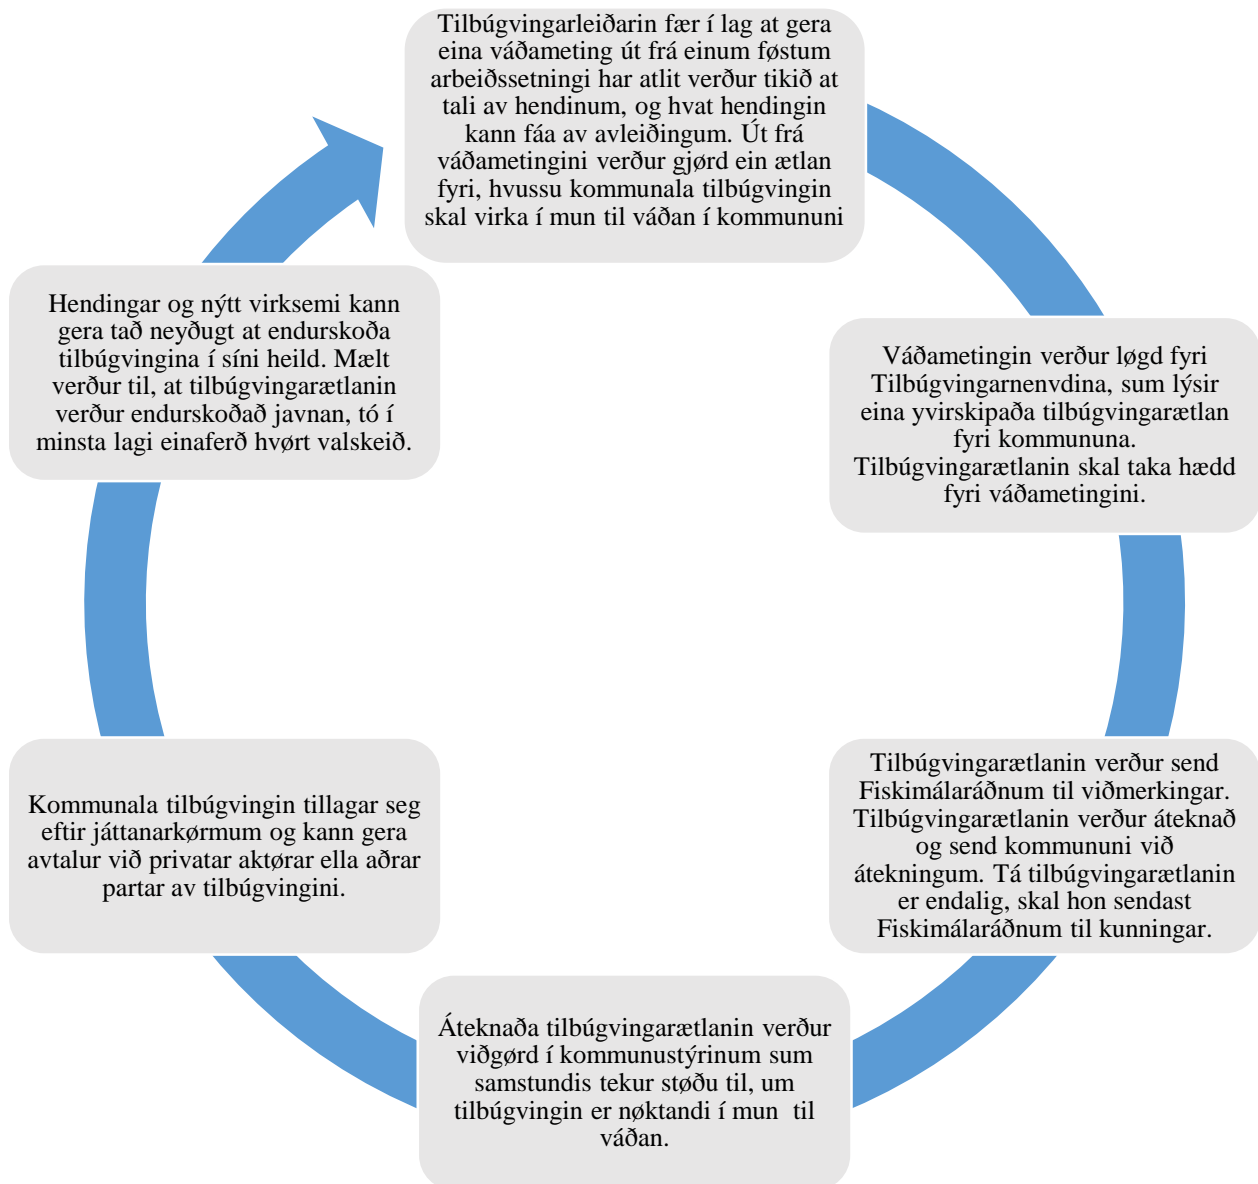 Tilbúgvingarleiðarin fær í lag at gera
eina váðameting út frá einum føstum
arbeiðssetningi har atlit verður tikið at
tali av hendinum, og hvat hendingin
kann fáa av avleiðingum. Út frá
váðametingini verður gjørd ein ætlan
fyri, hvussu kommunala tilbúgvingin
skal virka í mun til váðan í kommununi
Váðametingin verður løgd fyri
Tilbúgvingarnenvdina, sum lýsir
eina yvirskipaða tilbúgvingarætlan
fyri kommununa.
Tilbúgvingarætlanin skal taka hædd
fyri váðametingini.
Tilbúgvingarætlanin verður send
Fiskimálaráðnum til viðmerkingar.
Tilbúgvingarætlanin verður áteknað
og send kommununi við
átekningum. Tá tilbúgvingarætlanin
er endalig, skal hon sendast
Fiskimálaráðnum til kunningar.
Áteknaða tilbúgvingarætlanin verður
viðgørd í kommunustýrinum sum
samstundis tekur støðu til, um
tilbúgvingin er nøktandi í mun til
váðan.
Kommunala tilbúgvingin tillagar seg
eftir játtanarkørmum og kann gera
avtalur við privatar aktørar ella aðrar
partar av tilbúgvingini.
Hendingar og nýtt virksemi kann
gera tað neyðugt at endurskoða
tilbúgvingina í síni heild. Mælt
verður til, at tilbúgvingarætlanin
verður endurskoðað javnan, tó í
minsta lagi einaferð hvørt valskeið.